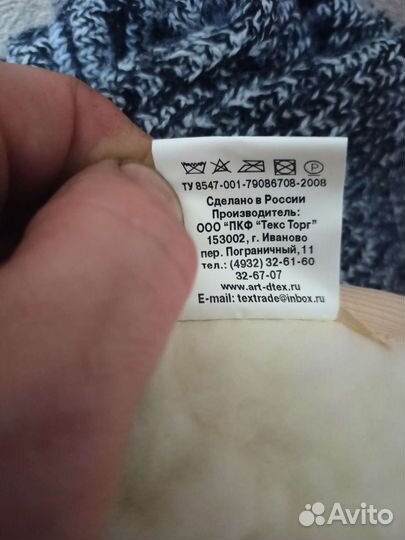 P
ТУ 8547-001-79086708-2008
Сделано в России
Производитель:
ООО "ПКФ "Текс Торг"
153002, г. Иваново
пер. Пограничный, 11
тел.: (4932) 32-61-60
32-67-07
www.art-dtex.ru
E-mail: textrade@inbox.ru
Avito